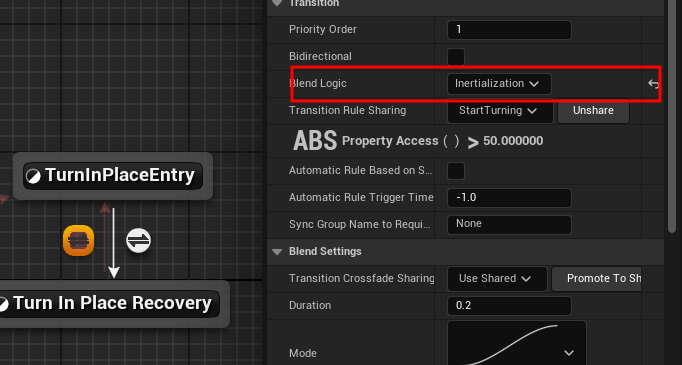 Transition
Priority Order 1
Bidirectional
Blend Logic Inertialization
Transition Rule Sharing StartTurning Unshare
ABS Property Access ( ) > 50.000000
Automatic Rule Based on S...
Automatic Rule Trigger Time -1.0
Sync Group Name to Requi... None
Blend Settings
Transition Crossfade Sharing Use Shared Promote To Sh
Duration 0.2
Mode
TurnInPlaceEntry
Turn In Place Recovery